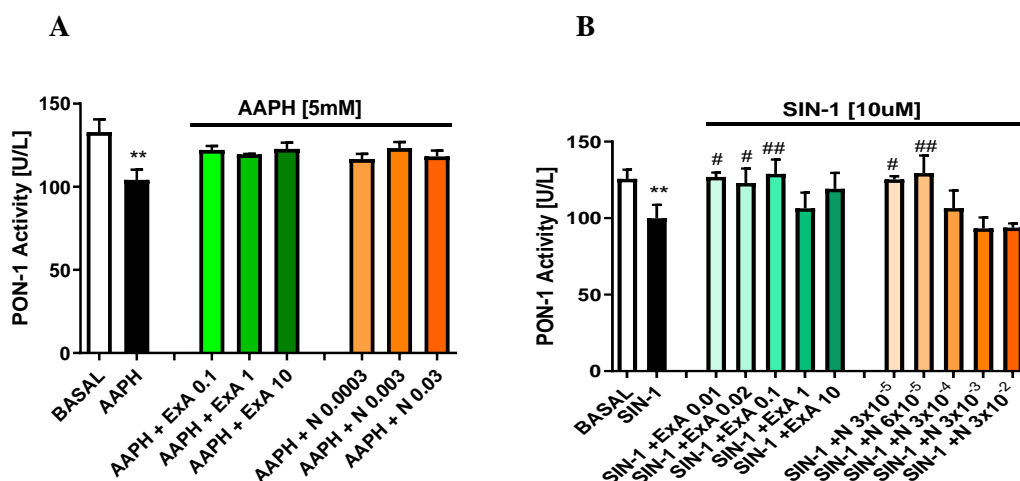 A
AAPH [5mM]
PON-1 Activity [U/L]
150
100
50
0
**
BASAL
AAPH
AAPH + ExA 0.1
AAPH + ExA 1
AAPH + ExA 10
AAPH + N 0.0003
AAPH + N 0.003
AAPH + N 0.03
B
SIN-1 [10uM]
PON-1 Activity [U/L]
150
100
50
0
**
#
#
##
#
##
BASAL
SIN-1
SIN-1 +ExA 0.01
SIN-1 +ExA 0.02
SIN-1 +ExA 0.1
SIN-1 +ExA 1
SIN-1 +ExA 10
SIN-1 +N 3x10⁻⁵
SIN-1 +N 6x10⁻⁵
SIN-1 +N 3x10⁻⁴
SIN-1 +N 3x10⁻³
SIN-1 +N 3x10⁻²